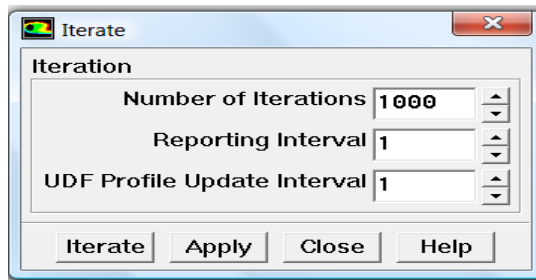 Iterate
Iteration
Number of Iterations 1000
Reporting Interval 1
UDF Profile Update Interval 1
Iterate Apply Close Help